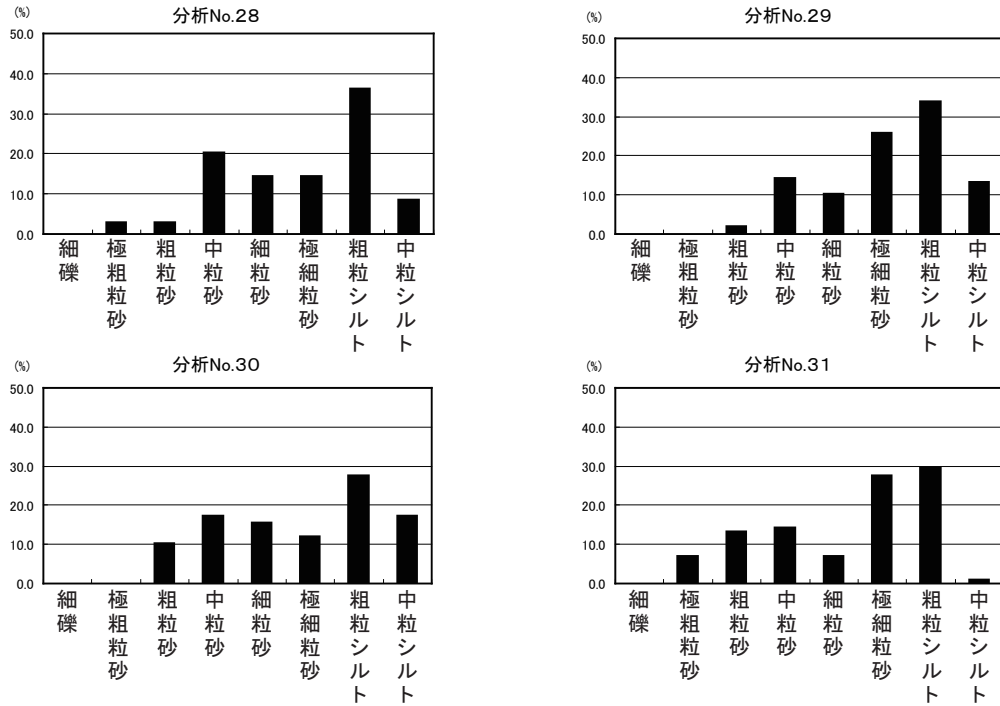 (%)
分析No.28
50.0
40.0
30.0
20.0
10.0
0.0
細礫
極粗粒砂
粗粒砂
中粒砂
細粒砂
極細粒砂
粗粒シルト
中粒シルト
(%)
分析No.29
50.0
40.0
30.0
20.0
10.0
0.0
細礫
極粗粒砂
粗粒砂
中粒砂
細粒砂
極細粒砂
粗粒シルト
中粒シルト
(%)
分析No.30
50.0
40.0
30.0
20.0
10.0
0.0
細礫
極粗粒砂
粗粒砂
中粒砂
細粒砂
極細粒砂
粗粒シルト
中粒シルト
(%)
分析No.31
50.0
40.0
30.0
20.0
10.0
0.0
細礫
極粗粒砂
粗粒砂
中粒砂
細粒砂
極細粒砂
粗粒シルト
中粒シルト